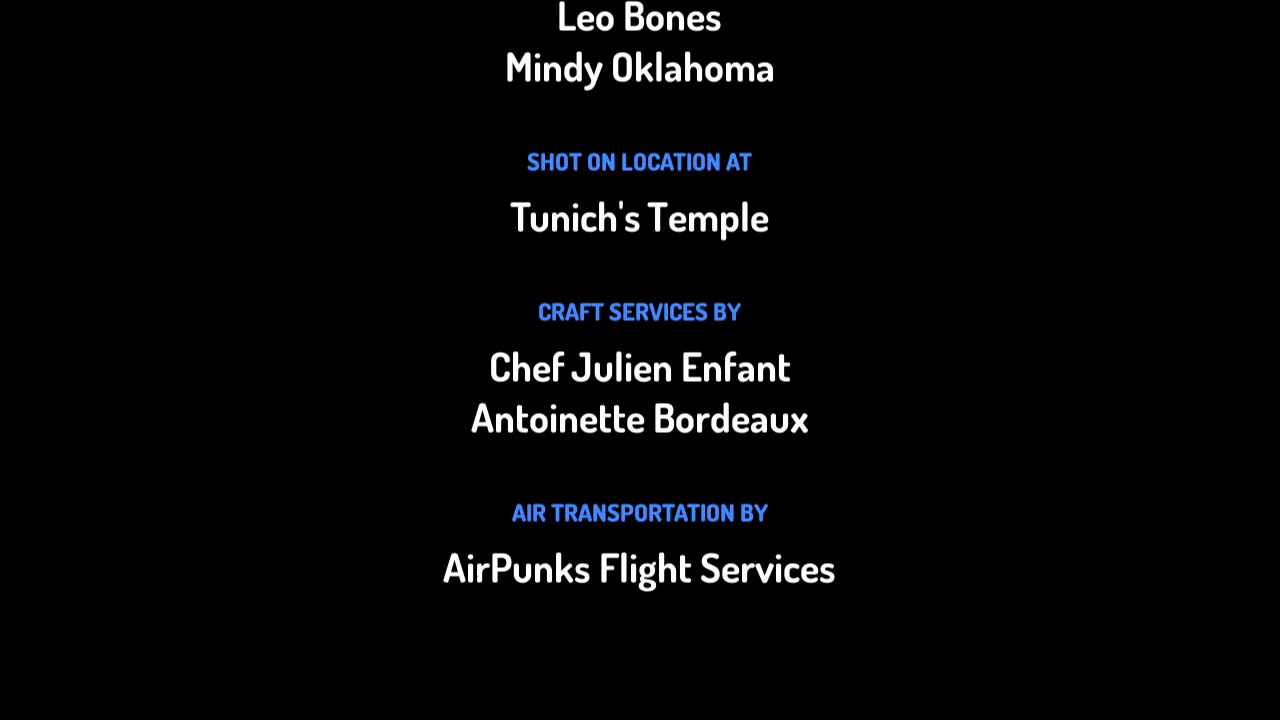 Leo Bones
Mindy Oklahoma
SHOT ON LOCATION AT
Tunich's Temple
CRAFT SERVICES BY
Chef Julien Enfant
Antoinette Bordeaux
AIR TRANSPORTATION BY
AirPunks Flight Services